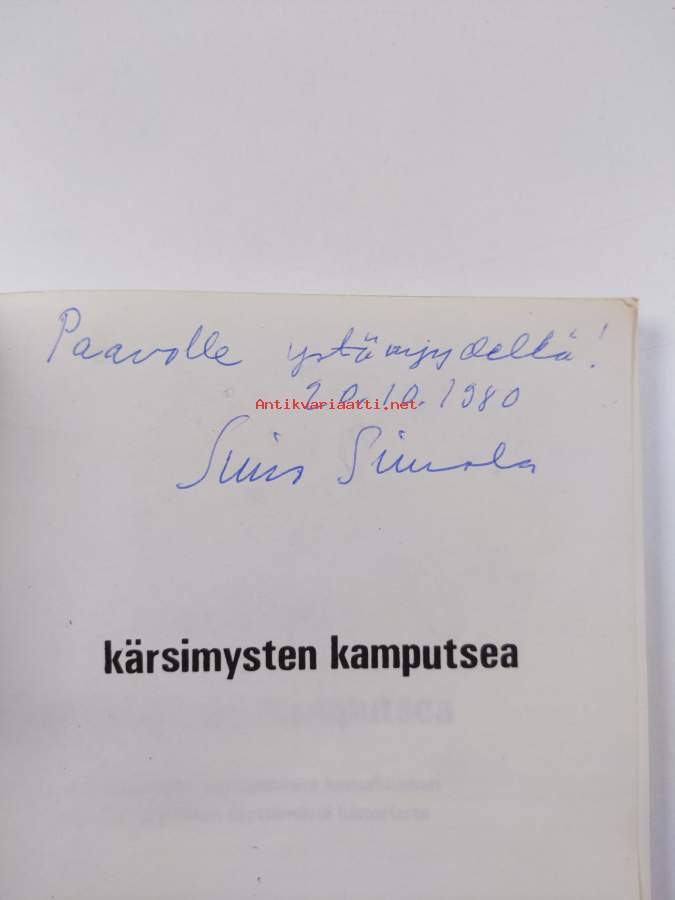 Paavolle ystävyydellä!
20.10.1980
Antikvariaatti.net
kärsimysten kamputsea